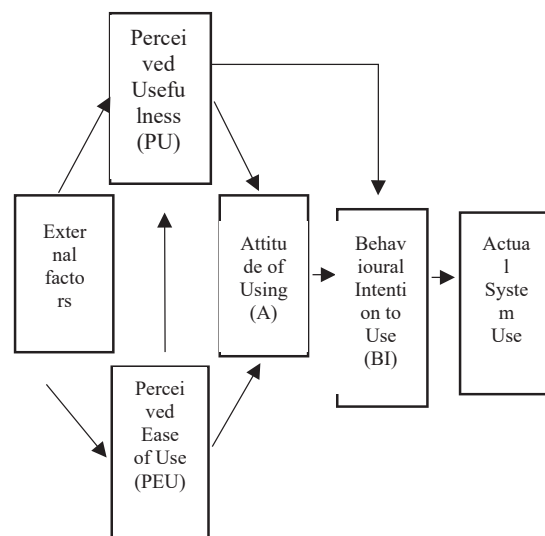 Percei
ved
Usefu
lness
(PU)
Exter
nal
facto
rs
Attitu
de of
Using
(A)
Behav
ioural
Intenti
on to
Use
(BI)
Actua
l
Syste
m
Use
Percei
ved
Ease
of Use
(PEU)